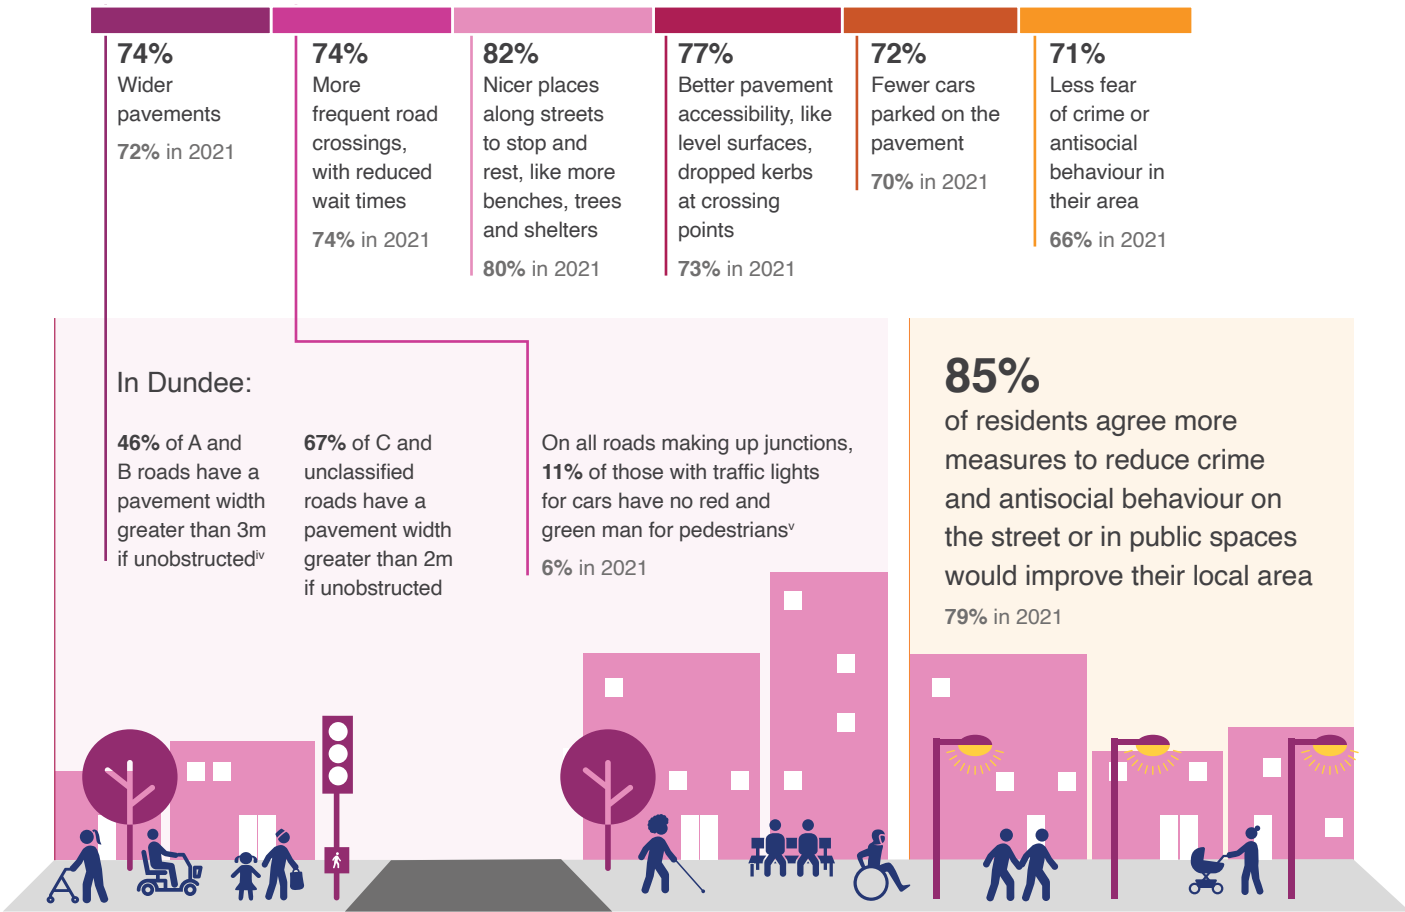 74%
Wider
pavements
72% in 2021
74%
More
frequent road
crossings,
with reduced
wait times
74% in 2021
82%
Nicer places
along streets
to stop and
rest, like more
benches, trees
and shelters
80% in 2021
77%
Better pavement
accessibility, like
level surfaces,
dropped kerbs
at crossing
points
73% in 2021
72%
Fewer cars
parked on the
pavement
70% in 2021
71%
Less fear
of crime or
antisocial
behaviour in
their area
66% in 2021
In Dundee:
46% of A and
B roads have a
pavement width
greater than 3m
if unobstructediv
67% of C and
unclassified
roads have a
pavement width
greater than 2m
if unobstructed
On all roads making up junctions,
11% of those with traffic lights
for cars have no red and
green man for pedestriansv
6% in 2021
85%
of residents agree more
measures to reduce crime
and antisocial behaviour on
the street or in public spaces
would improve their local area
79% in 2021